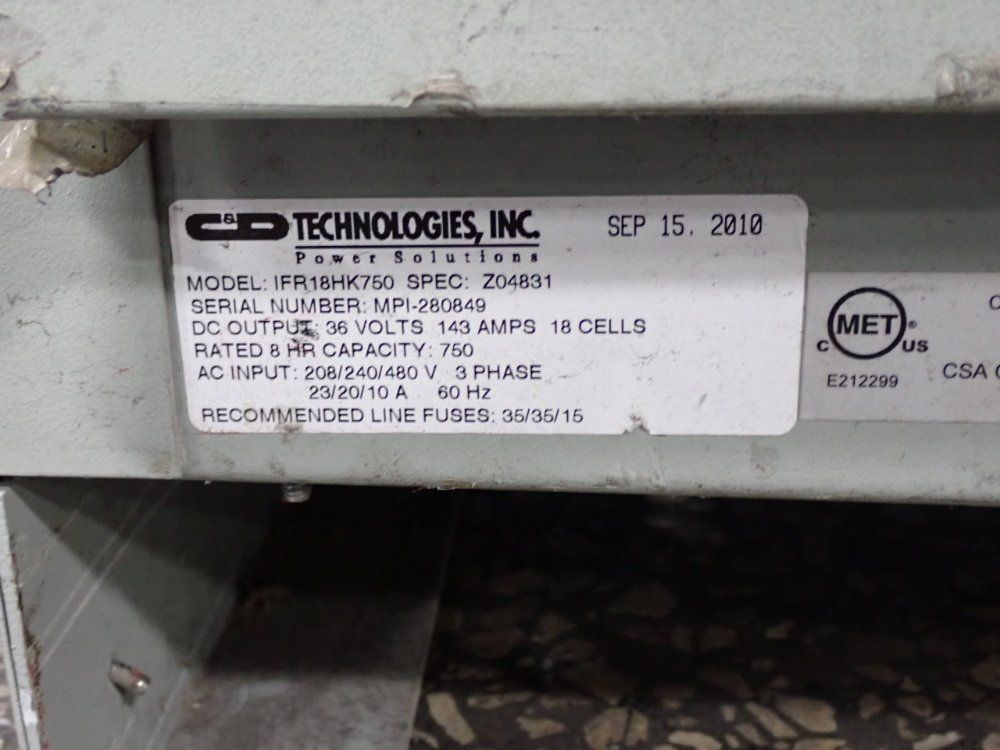 C&D TECHNOLOGIES, INC. SEP 15, 2010
Power Solutions
MODEL: IFR18HK750 SPEC: Z04831
SERIAL NUMBER: MPI-280849
DC OUTPUT: 36 VOLTS 143 AMPS 18 CELLS
RATED 8 HR CAPACITY: 750
AC INPUT: 208/240/480 V 3 PHASE
23/20/10 A 60 Hz
RECOMMENDED LINE FUSES: 35/35/15
MET ®
C US
E212299
CSA